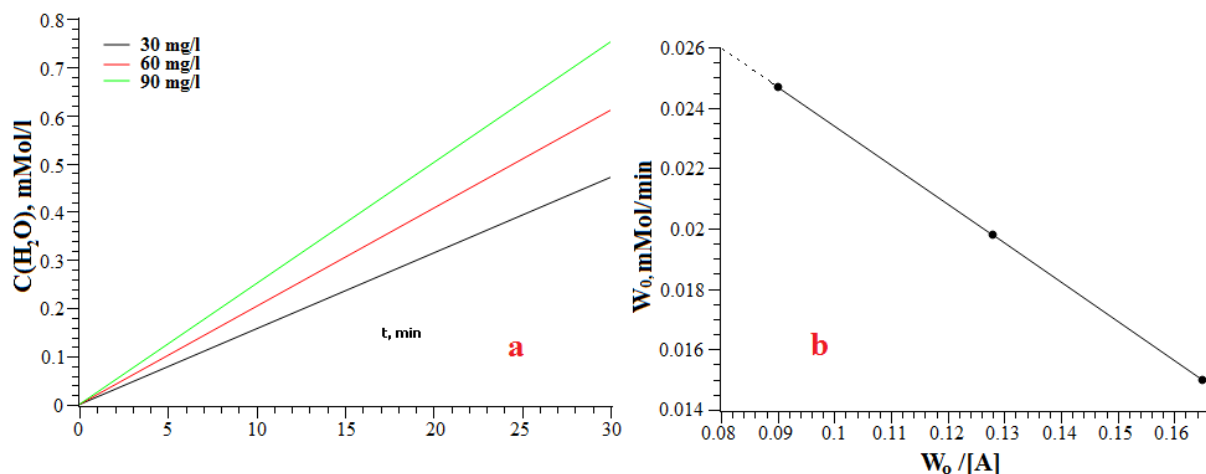 0.8
0.7
0.6
0.5
0.4
0.3
0.2
0.1
0
C(H₂O), mMol/l
30 mg/l
60 mg/l
90 mg/l
t, min
a
0 5 10 15 20 25 30
0.026
0.024
0.022
0.02
0.018
0.016
0.014
W₀, mMol/min
b
0.08 0.09 0.1 0.11 0.12 0.13 0.14 0.15 0.16
W₀ /[A]